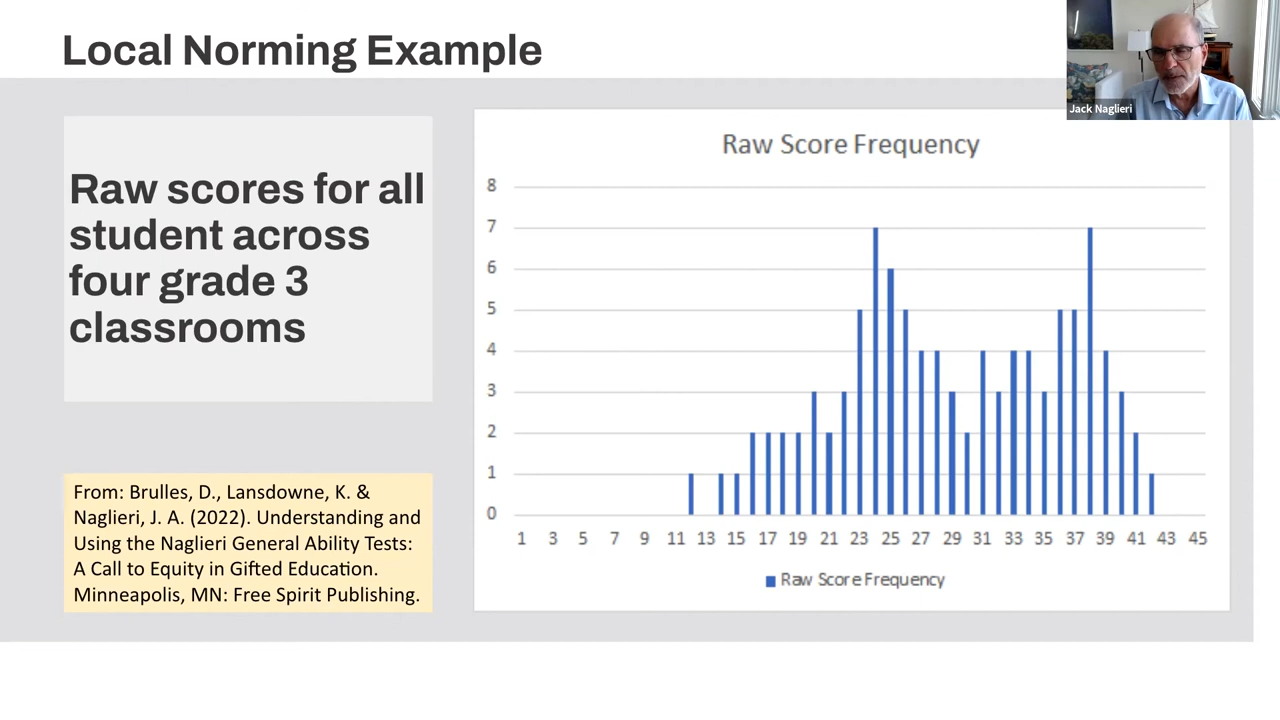 Local Norming Example
Jack Naglieri
Raw scores for all
student across
four grade 3
classrooms
From: Brulles, D., Lansdowne, K. &
Naglieri, J. A. (2022). Understanding and
Using the Naglieri General Ability Tests:
A Call to Equity in Gifted Education.
Minneapolis, MN: Free Spirit Publishing.
Raw Score Frequency
8
7
6
5
4
3
2
1
0
1 3 5 7 9 11 13 15 17 19 21 23 25 27 29 31 33 35 37 39 41 43 45
Raw Score Frequency